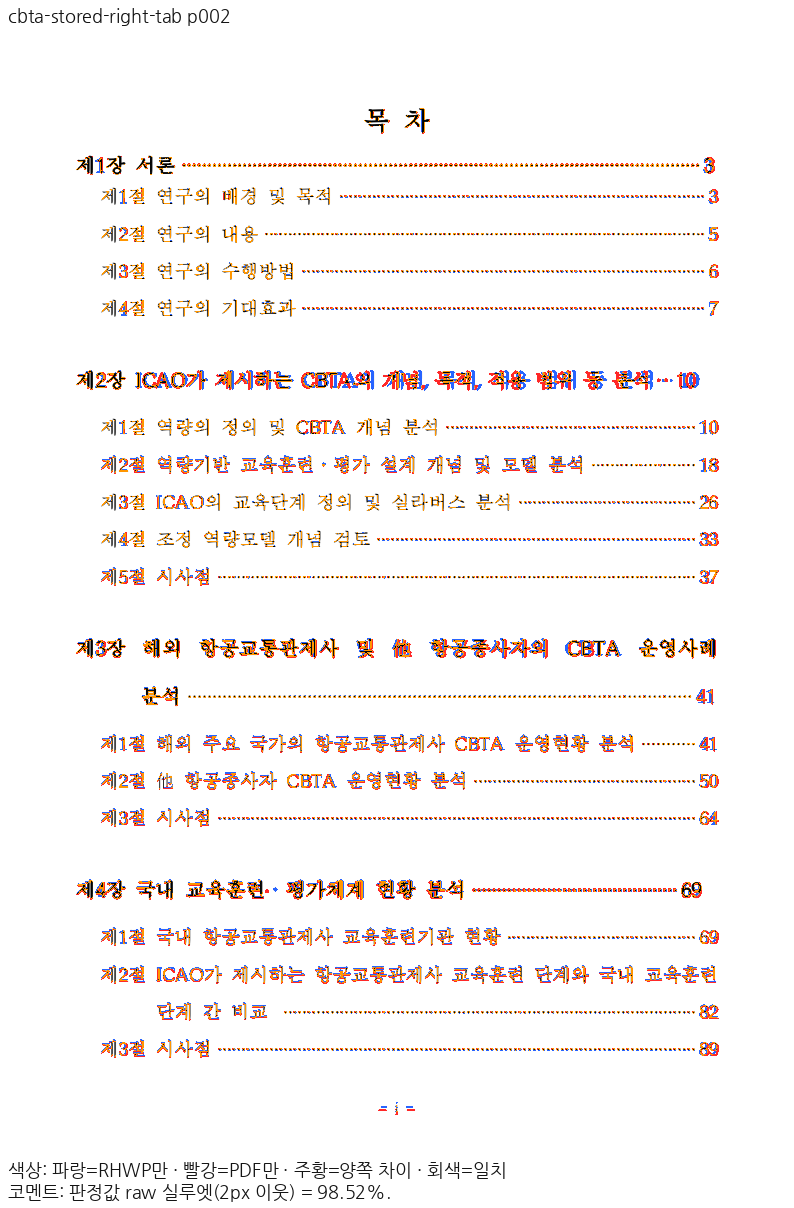 cbta-stored-right-tab p002
목 차
제1장 서론 ··· 3
제1절 연구의 배경 및 목적 ··· 3
제2절 연구의 내용 ··· 5
제3절 연구의 수행방법 ··· 6
제4절 연구의 기대효과 ··· 7
제2장 ICAO가 제시하는 CBTA의 개념, 목적, 적용 범위 등 분석 ··· 10
제1절 역량의 정의 및 CBTA 개념 분석 ··· 10
제2절 역량기반 교육훈련·평가 설계 개념 및 모델 분석 ··· 18
제3절 ICAO의 교육단계 정의 및 실라버스 분석 ··· 26
제4절 조정 역량모델 개념 검토 ··· 33
제5절 시사점 ··· 37
제3장 해외 항공교통관제사 및 他 항공종사자의 CBTA 운영사례
분석 ··· 41
제1절 해외 주요 국가의 항공교통관제사 CBTA 운영현황 분석 ··· 41
제2절 他 항공종사자 CBTA 운영현황 분석 ··· 50
제3절 시사점 ··· 64
제4장 국내 교육훈련·평가체계 현황 분석 ··· 69
제1절 국내 항공교통관제사 교육훈련기관 현황 ··· 69
제2절 ICAO가 제시하는 항공교통관제사 교육훈련 단계와 국내 교육훈련
단계 간 비교 ··· 82
제3절 시사점 ··· 89
- i -
색상: 파랑=RHWP만 · 빨강=PDF만 · 주황=양쪽 차이 · 회색=일치
코멘트: 판정값 raw 실루엣(2px 이웃) = 98.52%.